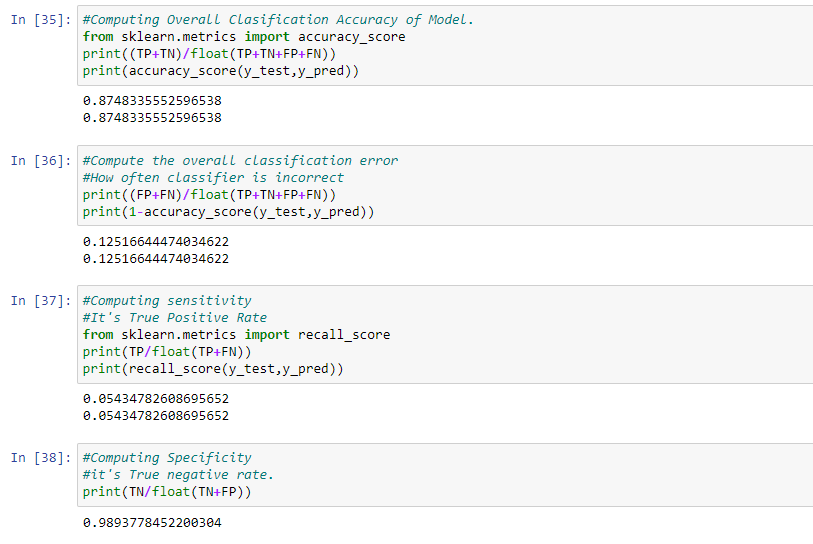 In [35]: #Computing Overall Clasification Accuracy of Model.
from sklearn.metrics import accuracy_score
print((TP+TN)/float(TP+TN+FP+FN))
print(accuracy_score(y_test,y_pred))
0.8748335552596538
0.8748335552596538
In [36]: #Compute the overall classification error
#How often classifier is incorrect
print((FP+FN)/float(TP+TN+FP+FN))
print(1-accuracy_score(y_test,y_pred))
0.12516644474034622
0.12516644474034622
In [37]: #Computing sensitivity
#It's True Positive Rate
from sklearn.metrics import recall_score
print(TP/float(TP+FN))
print(recall_score(y_test,y_pred))
0.05434782608695652
0.05434782608695652
In [38]: #Computing Specificity
#it's True negative rate.
print(TN/float(TN+FP))
0.9893778452200304